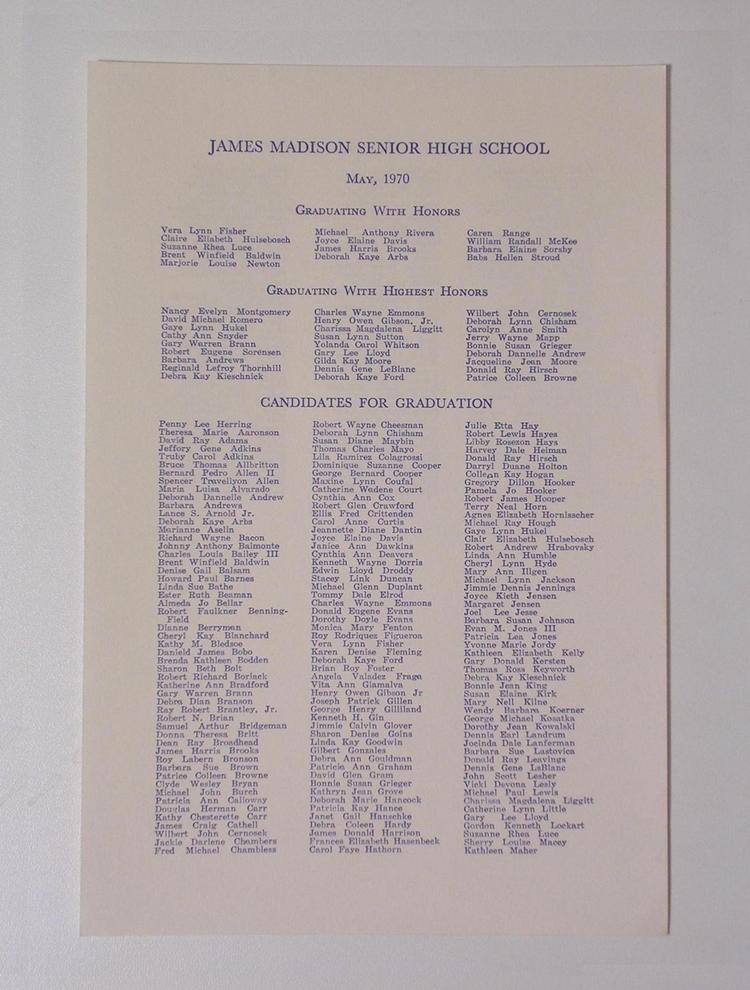 JAMES MADISON SENIOR HIGH SCHOOL
MAY, 1970
GRADUATING WITH HONORS
Vera Lynn Fisher
Claire Eliabeth Hulsebosch
Suzanne Rhea Luce
Brent Winfield Baldwin
Marjorie Louise Newton
Michael Anthony Rivera
Joyce Elaine Davis
James Harris Brooks
Deborah Kaye Arbs
Caren Range
William Randall McKee
Barbara Elaine Sorsby
Babs Hellen Stroud
GRADUATING WITH HIGHEST HONORS
Nancy Evelyn Montgomery
David Michael Romero
Gaye Lynn Hukel
Cathy Ann Snyder
Gary Warren Brann
Robert Eugene Sorensen
Barbara Andrews
Reginald Lefroy Thornhill
Debra Kay Kieschnick
Charles Wayne Emmons
Henry Owen Gibson, Jr.
Charissa Magdalena Liggitt
Susan Lynn Sutton
Yolanda Carol Whitson
Gary Lee Lloyd
Gilda Kay Moore
Dennis Gene LeBlanc
Deborah Kaye Ford
Wilbert John Cernosek
Deborah Lynn Chisham
Carolyn Anne Smith
Jerry Wayne Mapp
Bonnie Susan Grieger
Deborah Dannelle Andrew
Jacqueline Jean Moore
Donald Ray Hirsch
Patrice Colleen Browne
CANDIDATES FOR GRADUATION
Penny Lee Herring
Theresa Marie Aaronson
David Ray Adams
Jeffory Gene Adkins
Truby Carol Adkins
Bruce Thomas Allbritton
Bernard Pedro Allen II
Spencer Travellyon Allen
Maria Luisa Alvarado
Deborah Dannelle Andrew
Barbara Andrews
Lance S. Arnold Jr.
Deborah Kaye Arbs
Marianne Aselin
Richard Wayne Bacon
Johnny Anthony Baimonte
Charles Louis Bailey III
Brent Winfield Baldwin
Denise Gail Balsam
Howard Paul Barnes
Linda Sue Bathe
Ester Ruth Beaman
Almeda Jo Bellar
Robert Faulkner Benning-
Field
Dianne Berryman
Cheryl Kay Blanchard
Kathy M. Bledsoe
Danield James Bobo
Brenda Kathleen Bodden
Sharon Beth Bolt
Robert Richard Boriack
Katherine Ann Bradford
Gary Warren Brann
Debra Dian Branson
Ray Robert Brantley, Jr.
Robert N. Brian
Samuel Arthur Bridgeman
Donna Theresa Britt
Dean Ray Broadhead
James Harris Brooks
Roy Labern Bronson
Barbara Sue Brown
Patrice Colleen Browne
Clyde Wesley Bryan
Michael John Burch
Patricia Ann Calloway
Douglas Herman Carr
Kathy Chesterette Carr
James Craig Cathell
Wilbert John Cernosek
Jackie Darlene Chambers
Fred Michael Chambless
Robert Wayne Cheesman
Deborah Lynn Chisham
Susan Diane Maybin
Thomas Charles Mayo
Lila Ramirez Colagrossi
Dominique Suzanne Cooper
George Bernard Cooper
Maxine Lynn Coufal
Catherine Wadene Court
Cynthia Ann Cox
Robert Glen Crawford
Ellis Fred Crittenden
Carol Anne Curtis
Jeannette Diane Dantin
Joyce Elaine Davis
Janice Ann Dawkins
Cynthia Ann Deavers
Kenneth Wayne Dorris
Edwin Lloyd Droddy
Stacey Link Duncan
Michael Glenn Duplant
Tommy Dale Elrod
Charles Wayne Emmons
Donald Eugene Evans
Dorothy Doyle Evans
Monica Mary Fenton
Roy Rodriquez Figueroa
Vera Lynn Fisher
Karen Denise Fleming
Deborah Kaye Ford
Brian Roy Foster
Angela Valadez Fraga
Vita Ann Giamalva
Henry Owen Gibson Jr
Joseph Patrick Gillen
George Henry Gilliland
Kenneth H. Gin
Jimmie Calvin Glover
Sharon Denise Goins
Linda Kay Goodwin
Gilbert Gonzales
Debra Ann Gouldman
Patricia Ann Graham
David Glen Gram
Bonnie Susan Grieger
Kathryn Jean Grove
Deborah Marie Hancock
Patricia Kay Hance
Janet Gail Hanschke
Debra Coleen Hardy
James Donald Harrison
Frances Elizabeth Hasenbeck
Carol Faye Hathorn
Julie Etta Hay
Robert Lewis Hayes
Libby Rosezon Hays
Harvey Dale Heiman
Donald Ray Hirsch
Darryl Duane Holton
Colleen Kay Hogan
Gregory Dillon Hooker
Pamela Jo Hooker
Robert James Hooper
Terry Neal Horn
Agnes Elizabeth Hornisscher
Michael Ray Hough
Gaye Lynn Hukel
Clair Elizabeth Hulsebosch
Robert Andrew Hrabovsky
Linda Ann Humble
Cheryl Lynn Hyde
Mary Ann Illgen
Michael Lynn Jackson
Jimmie Dennis Jennings
Joyce Kieth Jensen
Margaret Jensen
Joel Lee Jesse
Barbara Susan Johnson
Evan M. Jones III
Patricia Lea Jones
Yvonne Marie Jordy
Kathleen Elizabeth Kelly
Gary Donald Kersten
Thomas Ross Keyworth
Debra Kay Kieschnick
Bonnie Jean King
Susan Elaine Kirk
Mary Nell Kilne
Wendy Barbara Koerner
George Michael Kosatka
Dorothy Jean Kowalski
Dennis Earl Landrum
Jocinda Dale Lanferman
Barbara Sue Lastovica
Donald Ray Leavings
Dennis Gene LaBlanc
John Scott Lesher
Vicki Devona Lesly
Michael Paul Lewis
Charissa Magdalena Liggitt
Catherine Lynn Little
Gary Lee Lloyd
Gordon Kenneth Lockart
Suzanne Rhea Luce
Sherry Louise Macey
Kathleen Maher